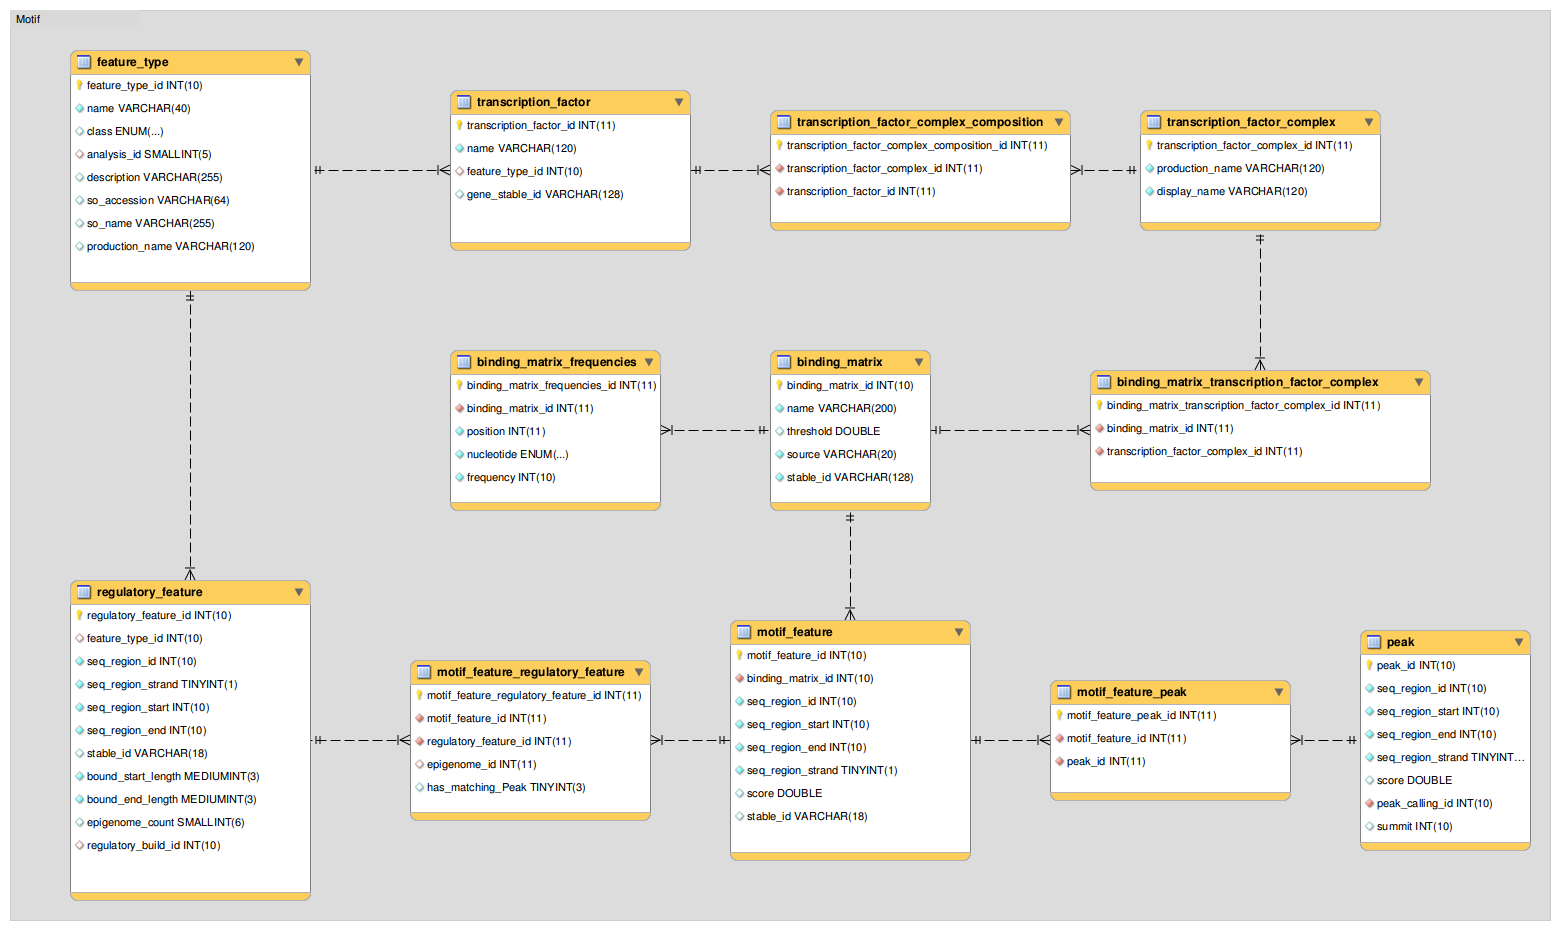 Motif
feature_type
feature_type_id INT(10)
name VARCHAR(40)
class ENUM(...)
analysis_id SMALLINT(5)
description VARCHAR(255)
so_accession VARCHAR(64)
so_name VARCHAR(255)
production_name VARCHAR(120)
transcription_factor
transcription_factor_id INT(11)
name VARCHAR(120)
feature_type_id INT(10)
gene_stable_id VARCHAR(128)
transcription_factor_complex_composition
transcription_factor_complex_composition_id INT(11)
transcription_factor_complex_id INT(11)
transcription_factor_id INT(11)
transcription_factor_complex
transcription_factor_complex_id INT(11)
production_name VARCHAR(120)
display_name VARCHAR(120)
binding_matrix_frequencies
binding_matrix_frequencies_id INT(11)
binding_matrix_id INT(11)
position INT(11)
nucleotide ENUM(...)
frequency INT(10)
binding_matrix
binding_matrix_id INT(10)
name VARCHAR(200)
threshold DOUBLE
source VARCHAR(20)
stable_id VARCHAR(128)
binding_matrix_transcription_factor_complex
binding_matrix_transcription_factor_complex_id INT(11)
binding_matrix_id INT(11)
transcription_factor_complex_id INT(11)
regulatory_feature
regulatory_feature_id INT(10)
feature_type_id INT(10)
seq_region_id INT(10)
seq_region_strand TINYINT(1)
seq_region_start INT(10)
seq_region_end INT(10)
stable_id VARCHAR(18)
bound_start_length MEDIUMINT(3)
bound_end_length MEDIUMINT(3)
epigenome_count SMALLINT(6)
regulatory_build_id INT(10)
motif_feature_regulatory_feature
motif_feature_regulatory_feature_id INT(11)
motif_feature_id INT(11)
regulatory_feature_id INT(11)
epigenome_id INT(11)
has_matching_Peak TINYINT(3)
motif_feature
motif_feature_id INT(10)
binding_matrix_id INT(10)
seq_region_id INT(10)
seq_region_start INT(10)
seq_region_end INT(10)
seq_region_strand TINYINT(1)
score DOUBLE
stable_id VARCHAR(18)
motif_feature_peak
motif_feature_peak_id INT(11)
motif_feature_id INT(11)
peak_id INT(11)
peak
peak_id INT(10)
seq_region_id INT(10)
seq_region_start INT(10)
seq_region_end INT(10)
seq_region_strand TINYINT...
score DOUBLE
peak_calling_id INT(10)
summit INT(10)